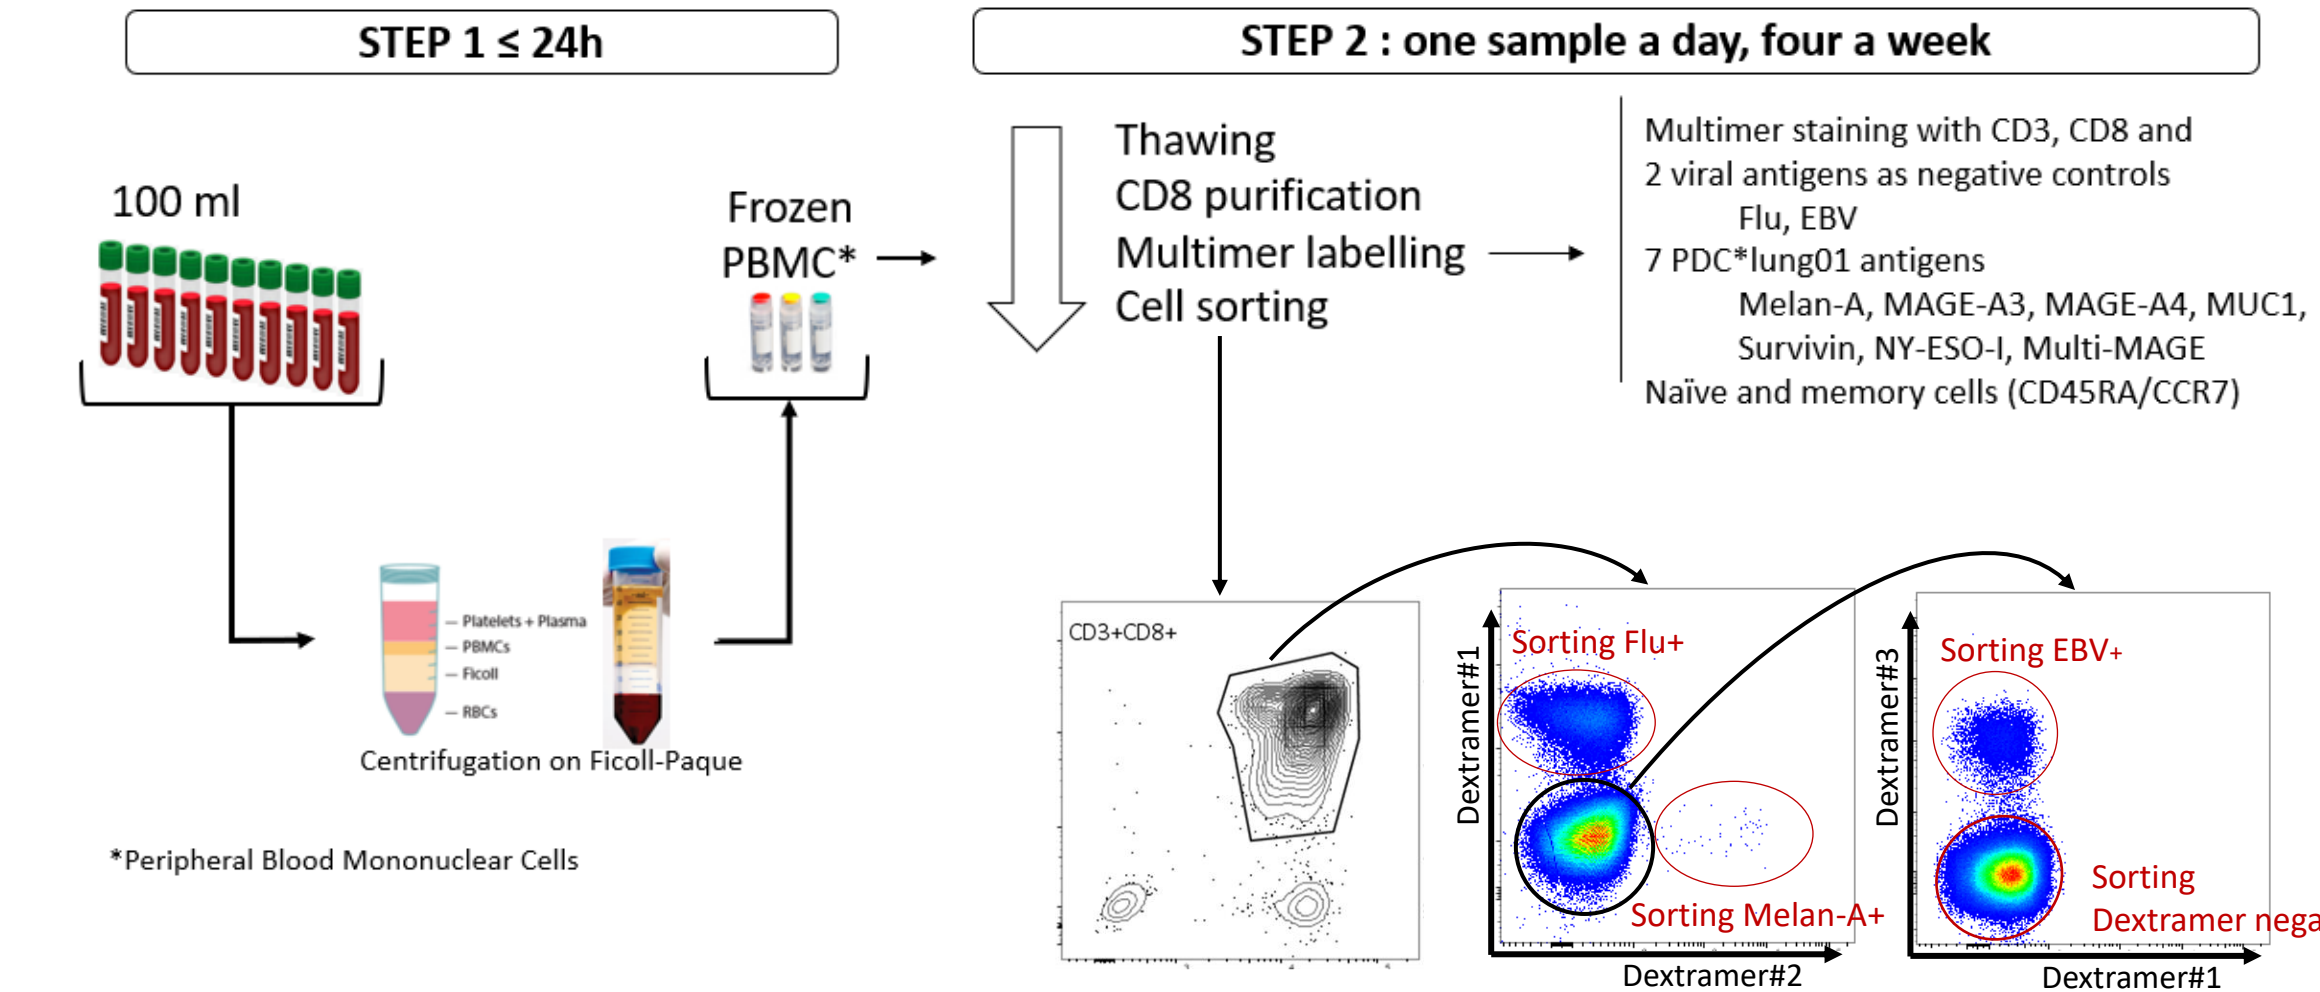 STEP 1 ≤ 24h
STEP 2 : one sample a day, four a week
100 ml
Frozen
PBMC*
Thawing
CD8 purification
Multimer labelling
Cell sorting
Multimer staining with CD3, CD8 and
2 viral antigens as negative controls
Flu, EBV
7 PDC*lung01 antigens
Melan-A, MAGE-A3, MAGE-A4, MUC1,
Survivin, NY-ESO-I, Multi-MAGE
Naïve and memory cells (CD45RA/CCR7)
— Platelets + Plasma
— PBMCs
— Ficoll
— RBCs
Centrifugation on Ficoll-Paque
*Peripheral Blood Mononuclear Cells
CD3+CD8+
Dextramer#1
Sorting Flu+
Sorting Melan-A+
Dextramer#2
Dextramer#3
Sorting EBV+
Sorting
Dextramer nega
Dextramer#1